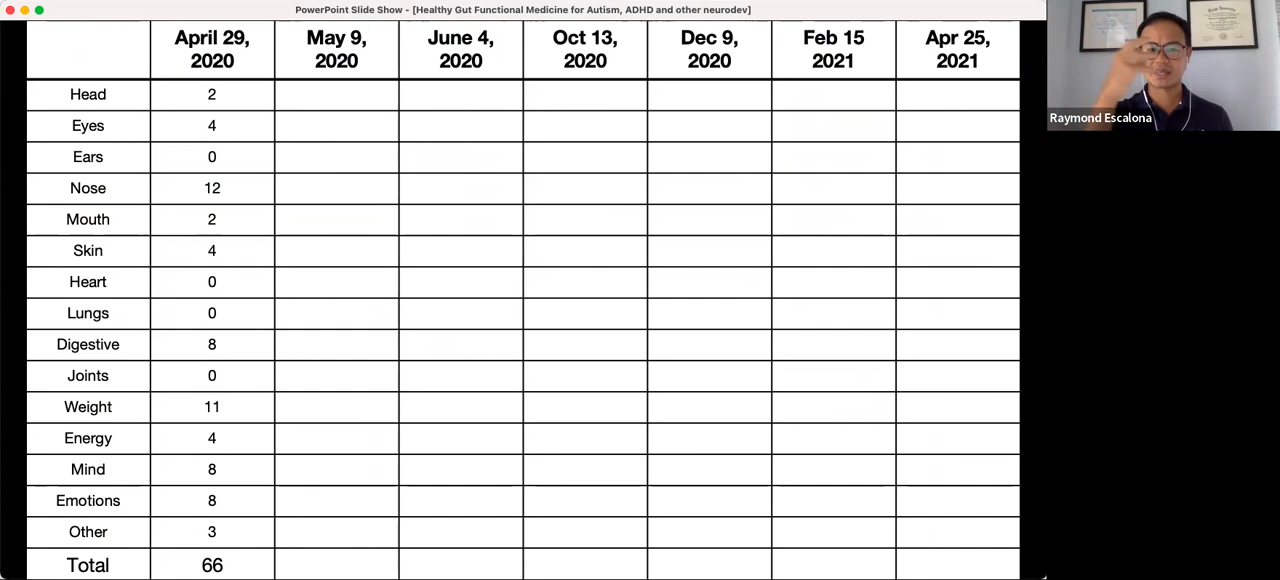 PowerPoint Slide Show - [Healthy Gut Functional Medicine for Autism, ADHD and other neurodev]
April 29, 2020 May 9, 2020 June 4, 2020 Oct 13, 2020 Dec 9, 2020 Feb 15 2021 Apr 25, 2021
Head 2
Eyes 4
Ears 0
Nose 12
Mouth 2
Skin 4
Heart 0
Lungs 0
Digestive 8
Joints 0
Weight 11
Energy 4
Mind 8
Emotions 8
Other 3
Total 66
Raymond Escalona